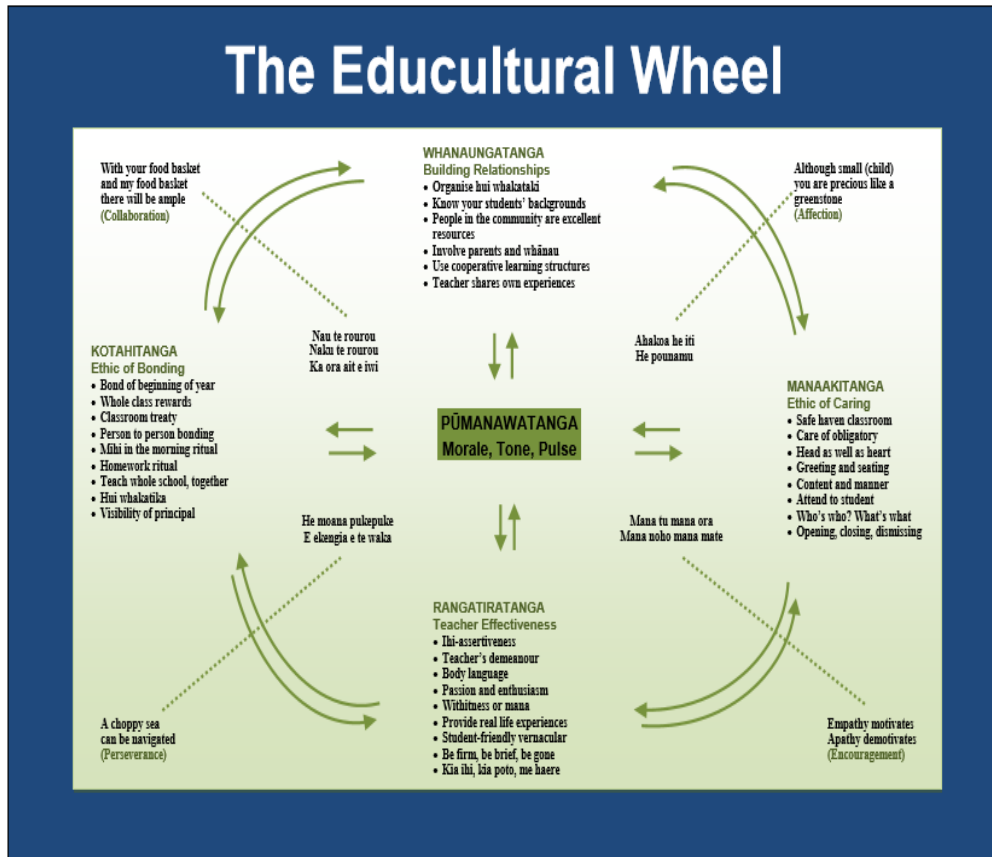 The Educultural Wheel
With your food basket
and my food basket
there will be ample
(Collaboration)
WHANAUNGATANGA
Building Relationships
• Organise hui whakataki
• Know your students' backgrounds
• People in the community are excellent
resources
• Involve parents and whānau
• Use cooperative learning structures
• Teacher shares own experiences
Although small (child)
you are precious like a
greenstone
(Affection)
Nau te rourou
Naku te rourou
Ka ora ait e iwi
Ahakoa he iti
He pounamu
KOTAHITANGA
Ethic of Bonding
• Bond of beginning of year
• Whole class rewards
• Classroom treaty
• Person to person bonding
• Mihi in the morning ritual
• Homework ritual
• Teach whole school, together
• Hui whakatika
• Visibility of principal
PŪMANAWATANGA
Morale, Tone, Pulse
MANAAKITANGA
Ethic of Caring
• Safe haven classroom
• Care of obligatory
• Head as well as heart
• Greeting and seating
• Content and manner
• Attend to student
• Who's who? What's what
• Opening, closing, dismissing
He moana pukepuke
E ekengia e te waka
Mana tu mana ora
Mana noho mana mate
RANGATIRATANGA
Teacher Effectiveness
• Ihi-assertiveness
• Teacher's demeanour
• Body language
• Passion and enthusiasm
• Withitness or mana
• Provide real life experiences
• Student-friendly vernacular
• Be firm, be brief, be gone
• Kia ihi, kia poto, me haere
A choppy sea
can be navigated
(Perseverance)
Empathy motivates
Apathy demotivates
(Encouragement)